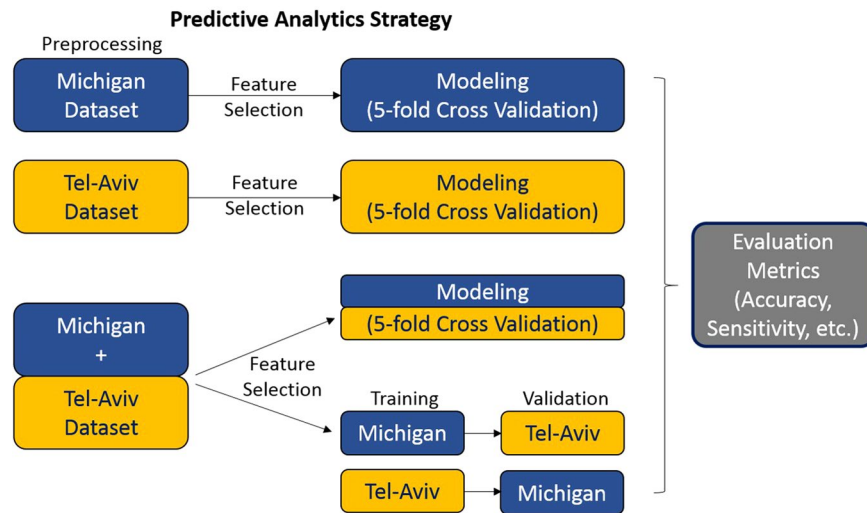 Predictive Analytics Strategy
Preprocessing
Michigan
Dataset
Feature
Selection
Modeling
(5-fold Cross Validation)
Tel-Aviv
Dataset
Feature
Selection
Modeling
(5-fold Cross Validation)
Michigan
+
Tel-Aviv
Dataset
Feature
Selection
Modeling
(5-fold Cross Validation)
Training
Validation
Michigan
Tel-Aviv
Tel-Aviv
Michigan
Evaluation
Metrics
(Accuracy,
Sensitivity, etc.)